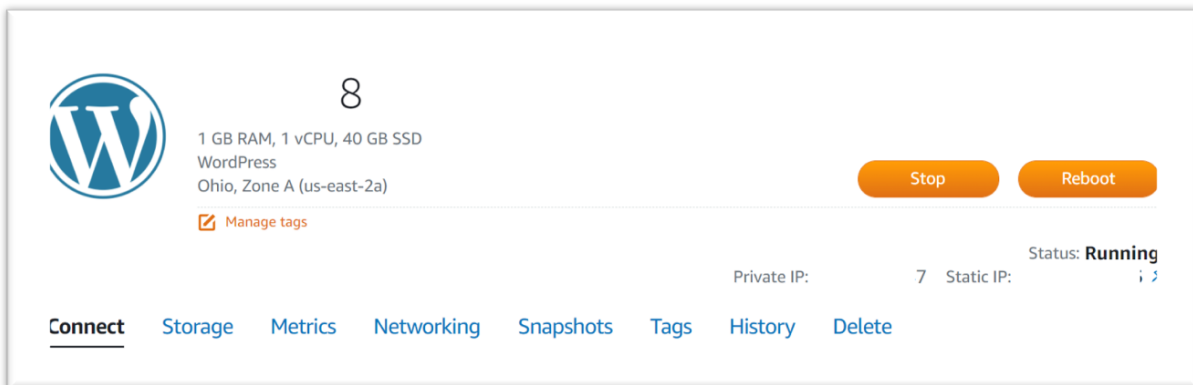 8
1 GB RAM, 1 vCPU, 40 GB SSD
WordPress
Ohio, Zone A (us-east-2a)
Stop
Reboot
Manage tags
Status: Running
Private IP: 7 Static IP:
Connect Storage Metrics Networking Snapshots Tags History Delete